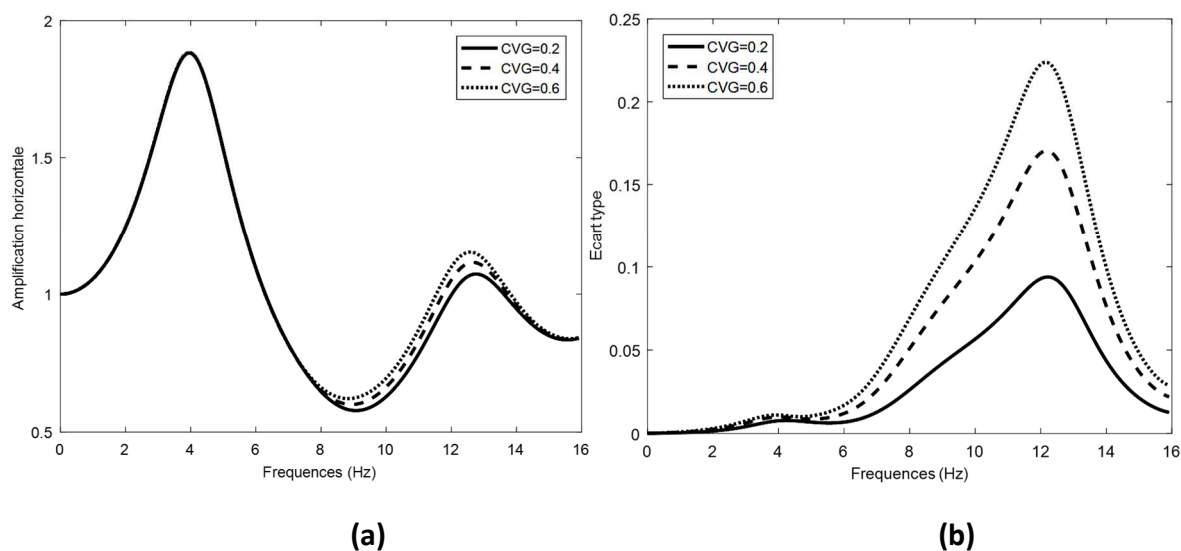 2
1.5
1
0.5
0
2
4
6
8
10
12
14
16
Amplification horizontale
Frequences (Hz)
CVG=0.2
CVG=0.4
CVG=0.6
(a)
0.25
0.2
0.15
0.1
0.05
0
0
2
4
6
8
10
12
14
16
Ecart type
Frequences (Hz)
CVG=0.2
CVG=0.4
CVG=0.6
(b)